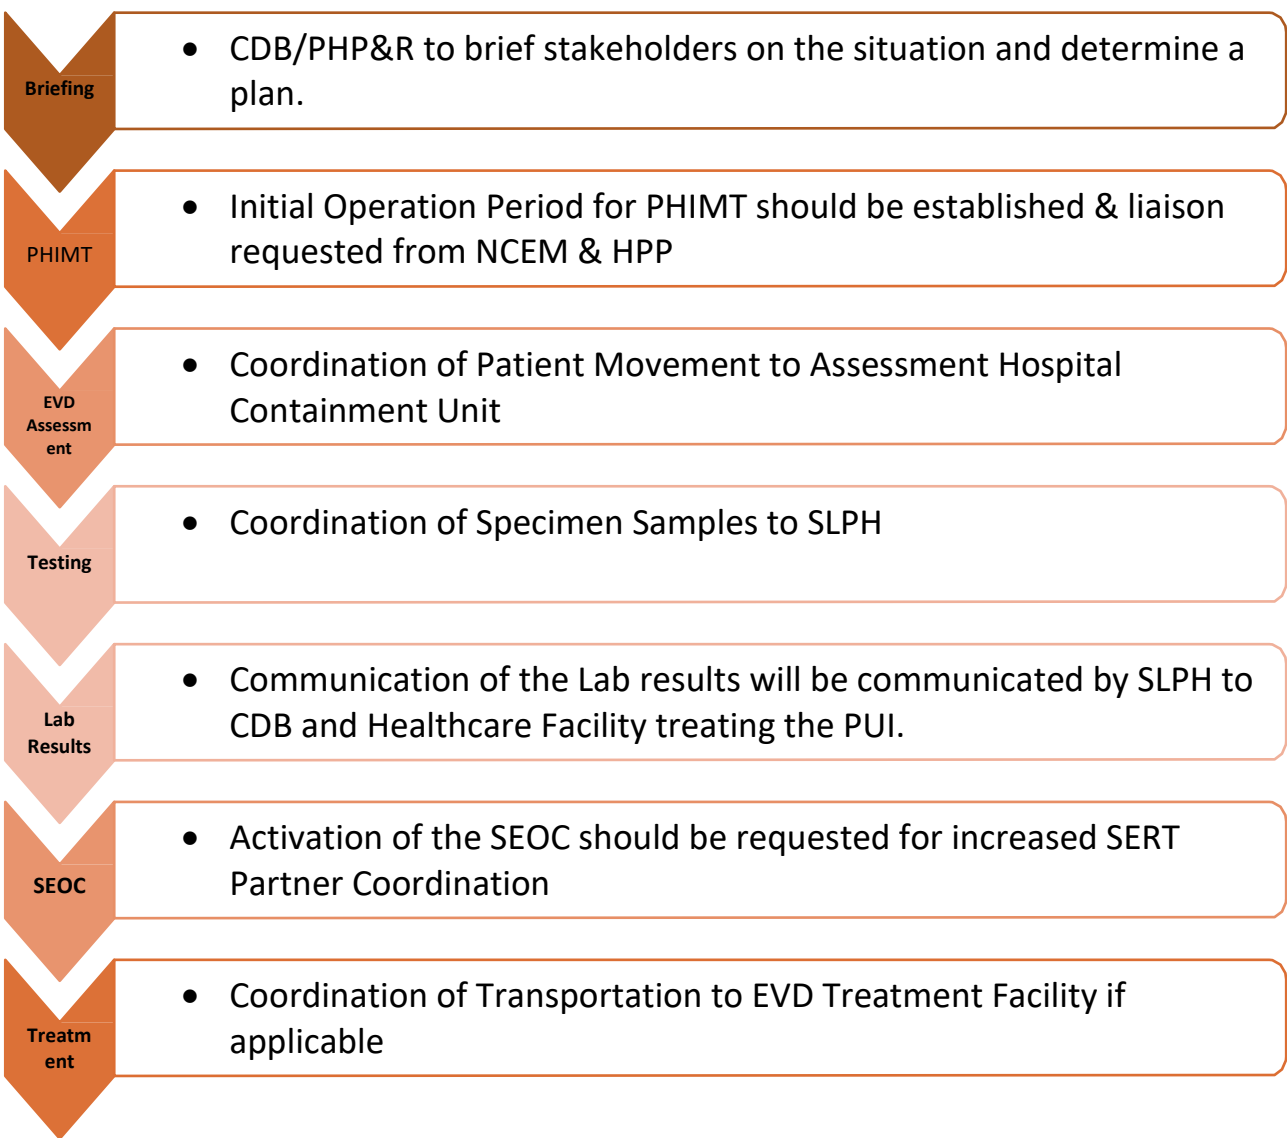 Briefing
• CDB/PHP&R to brief stakeholders on the situation and determine a
plan.
PHIMT
• Initial Operation Period for PHIMT should be established & liaison
requested from NCEM & HPP
EVD
Assessm
ent
• Coordination of Patient Movement to Assessment Hospital
Containment Unit
Testing
• Coordination of Specimen Samples to SLPH
Lab
Results
• Communication of the Lab results will be communicated by SLPH to
CDB and Healthcare Facility treating the PUI.
SEOC
• Activation of the SEOC should be requested for increased SERT
Partner Coordination
Treatm
ent
• Coordination of Transportation to EVD Treatment Facility if
applicable